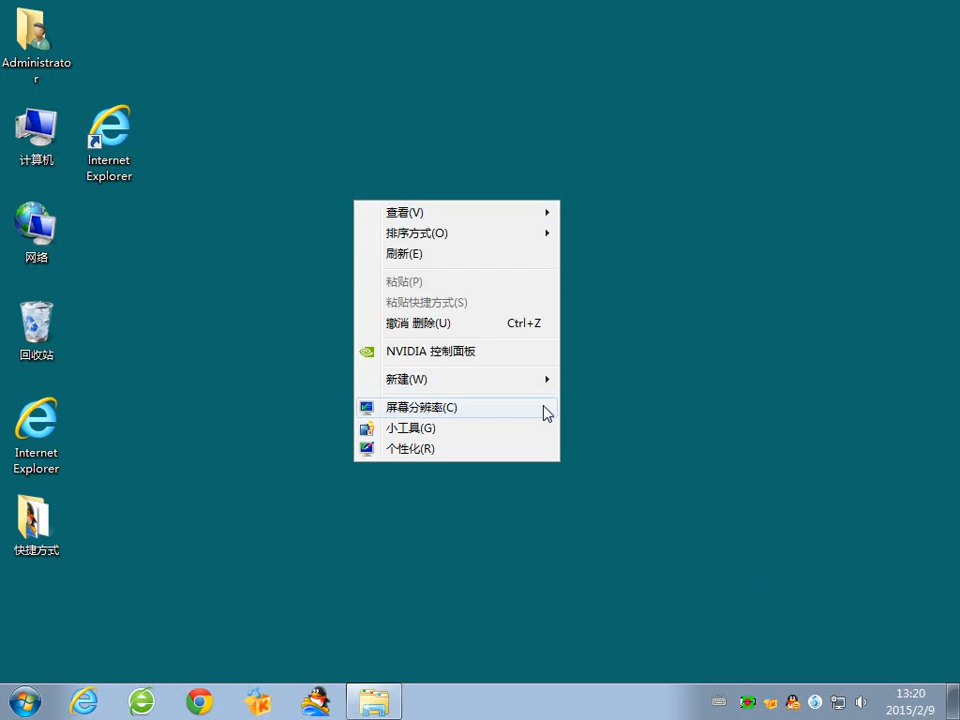 Administrato
r
计算机
Internet
Explorer
网络
回收站
Internet
Explorer
快捷方式
查看(V)
排序方式(O)
刷新(E)
粘贴(P)
粘贴快捷方式(S)
撤消 删除(U) Ctrl+Z
NVIDIA 控制面板
新建(W)
屏幕分辨率(C)
小工具(G)
个性化(R)
13:20
2015/2/9